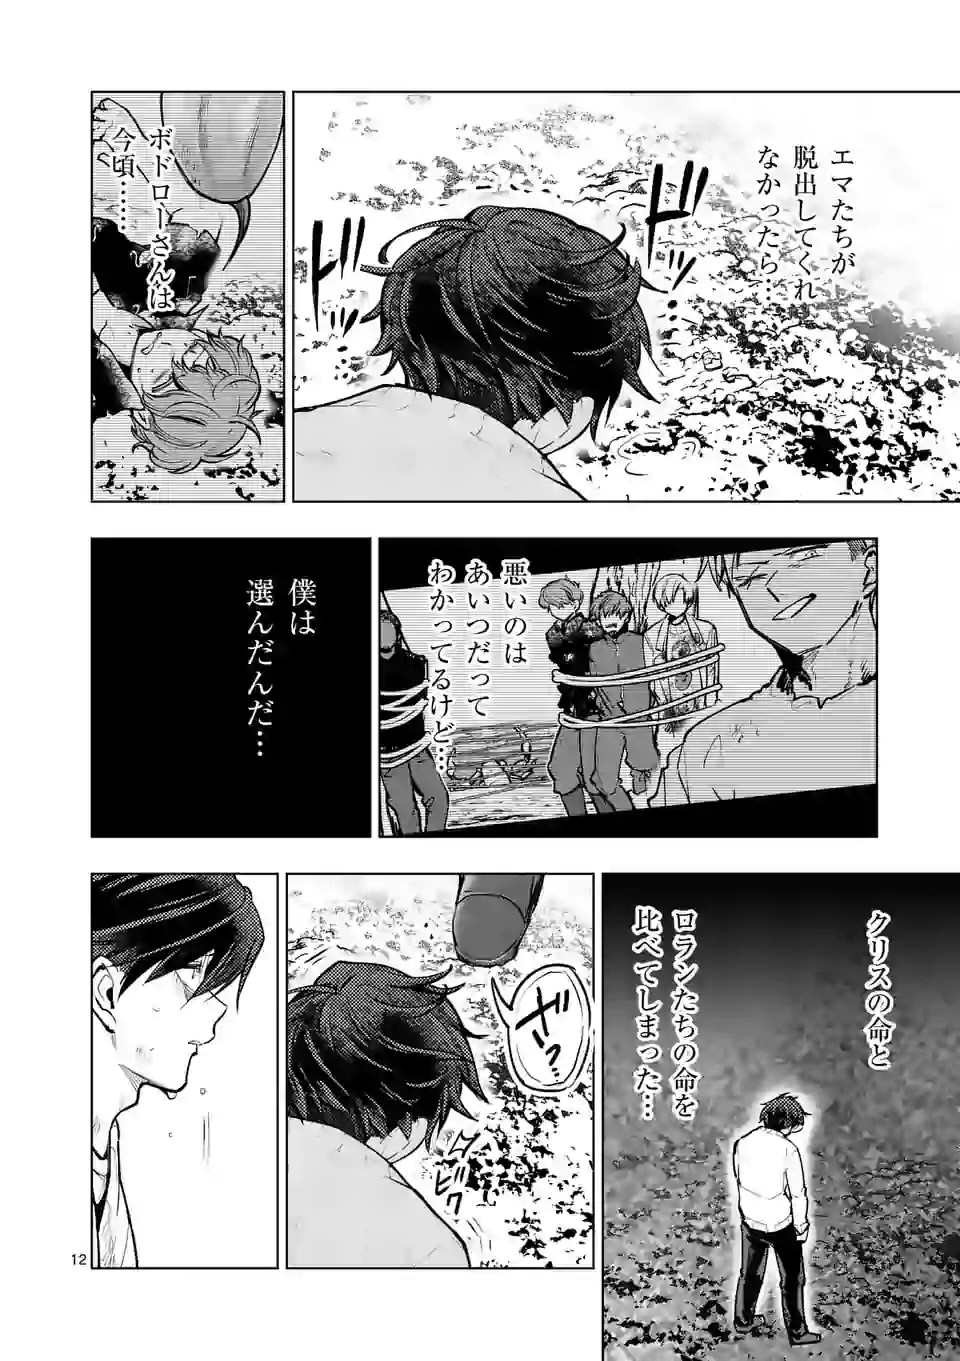 エマたちが
脱出してくれ
なかったら…
ドッ…
ドッ…
ボドローさんは
今頃……
悪いのは
あいつだって
わかってるけど…
僕は
選んだんだ…
クリスの命と
ロランたちの命を
比べてしまった…
ザッ
ビクッ
12